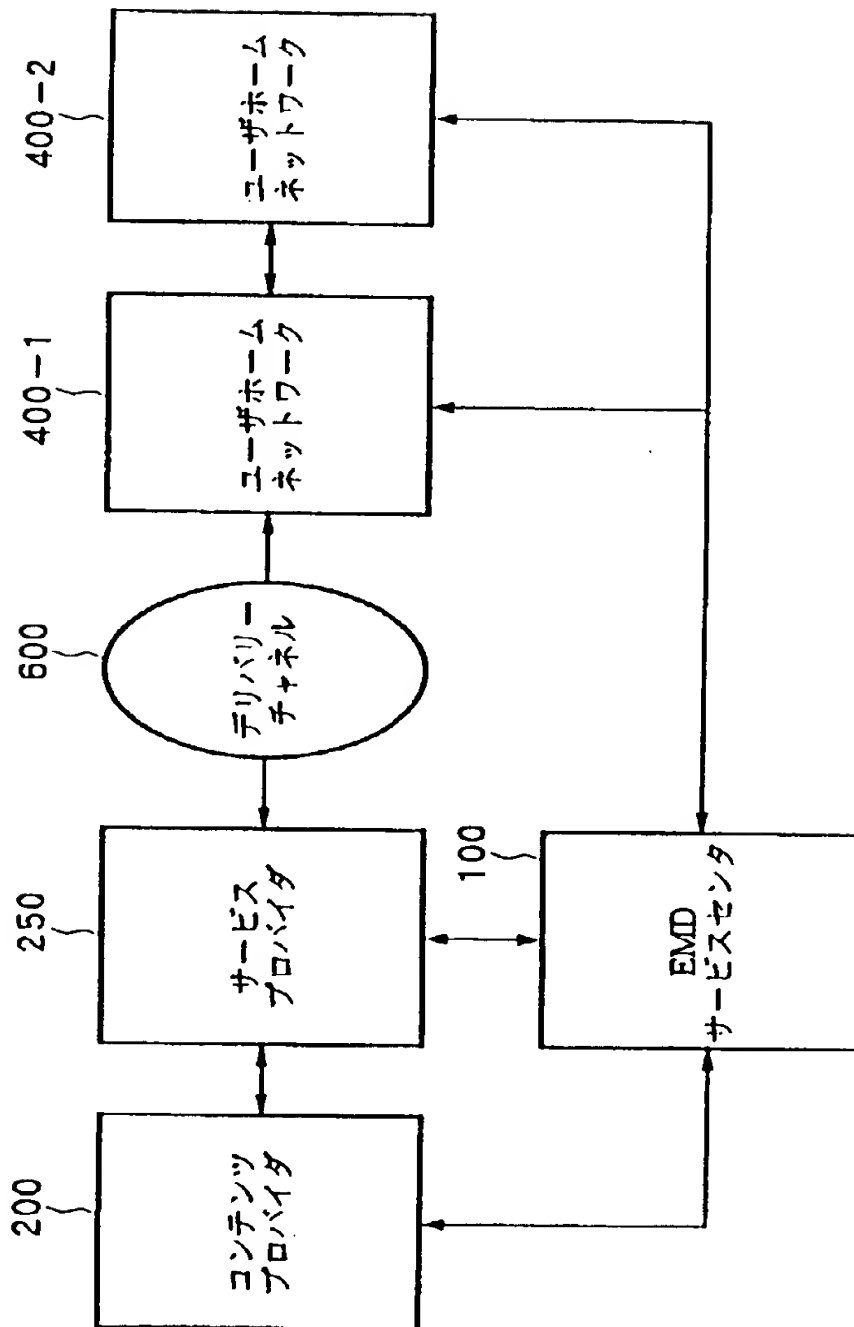 200
コンテンツ
プロバイダ
250
サービス
プロバイダ
600
デリバリー
チャネル
400-1
ユーザホーム
ネットワーク
400-2
ユーザホーム
ネットワーク
100
EMD
サービスセンタ